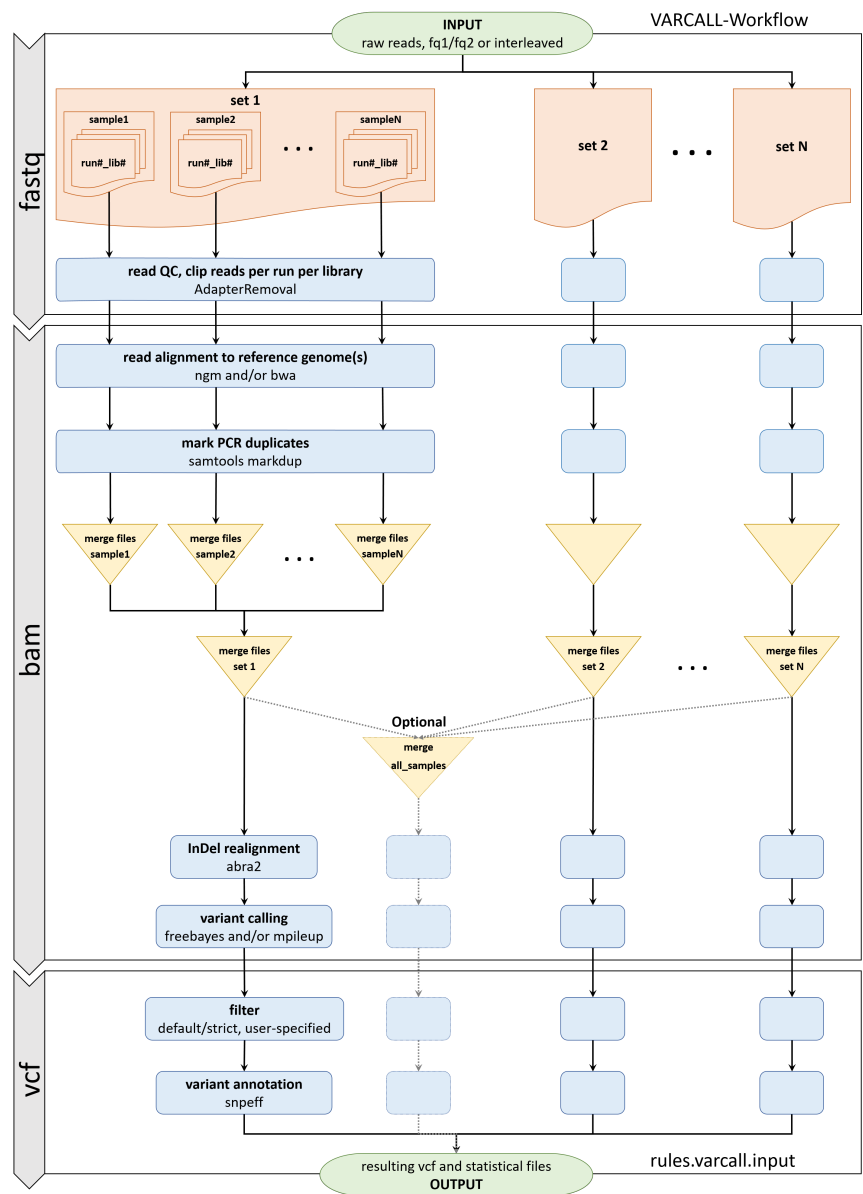 VARCALL-Workflow
INPUT
raw reads, fq1/fq2 or interleaved
fastq
set 1
sample1
sample2
sampleN
run#_lib#
run#_lib#
...
run#_lib#
set 2
...
set N
read QC, clip reads per run per library
AdapterRemoval
bam
read alignment to reference genome(s)
ngm and/or bwa
mark PCR duplicates
samtools markdup
merge files
sample1
merge files
sample2
...
merge files
sampleN
merge files
set 1
merge files
set 2
...
merge files
set N
Optional
merge
all_samples
InDel realignment
abra2
variant calling
freebayes and/or mpileup
vcf
filter
default/strict, user-specified
variant annotation
snpeff
resulting vcf and statistical files
OUTPUT
rules.varcall.input